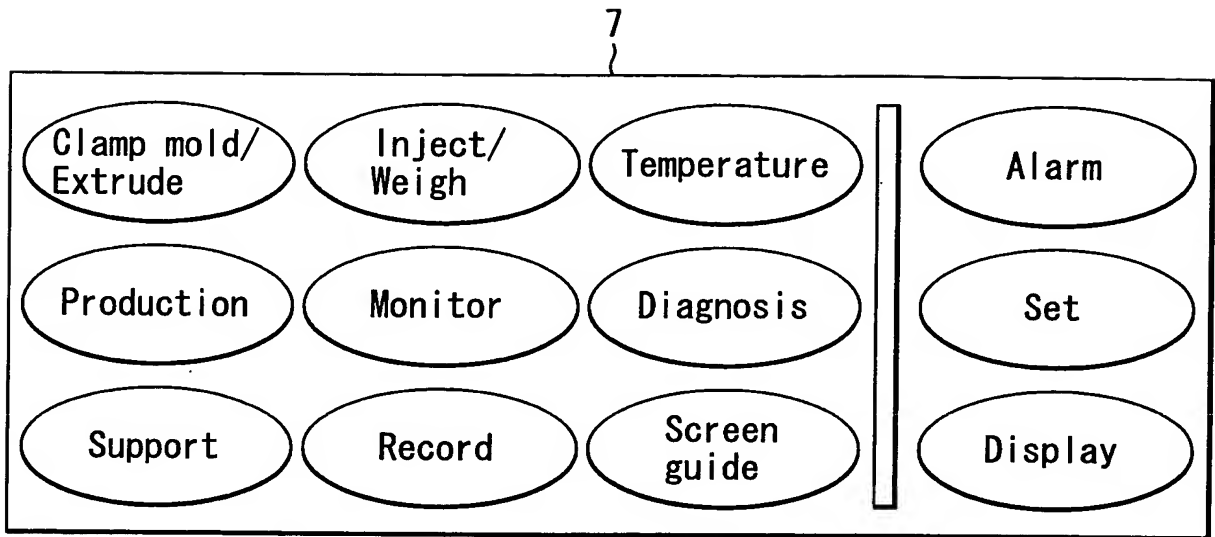 7
Clamp mold/
Extrude
Inject/
Weigh
Temperature
Alarm
Production
Monitor
Diagnosis
Set
Support
Record
Screen
guide
Display